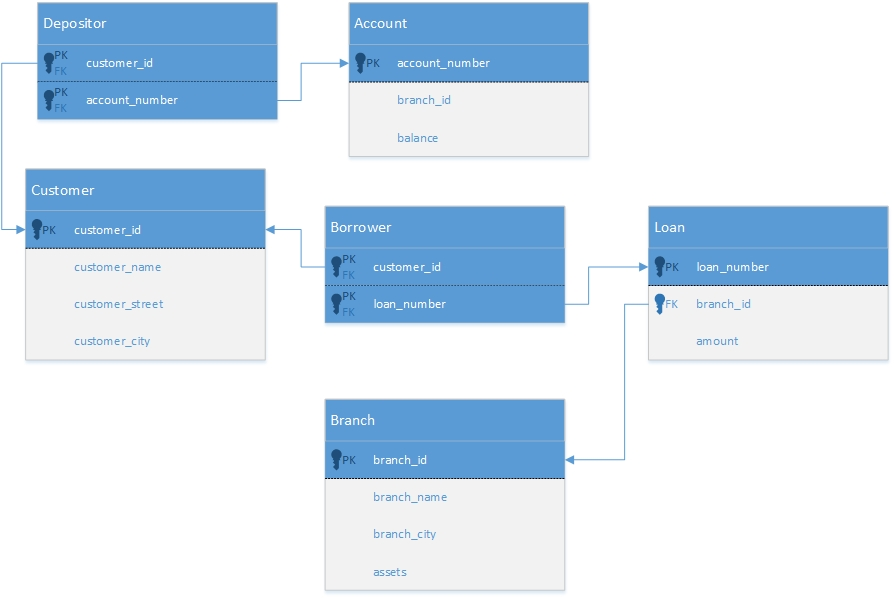 Depositor
PK
FK
customer_id
PK
FK
account_number
Account
PK
account_number
branch_id
balance
Customer
PK
customer_id
customer_name
customer_street
customer_city
Borrower
PK
FK
customer_id
PK
FK
loan_number
Loan
PK
loan_number
FK
branch_id
amount
Branch
PK
branch_id
branch_name
branch_city
assets